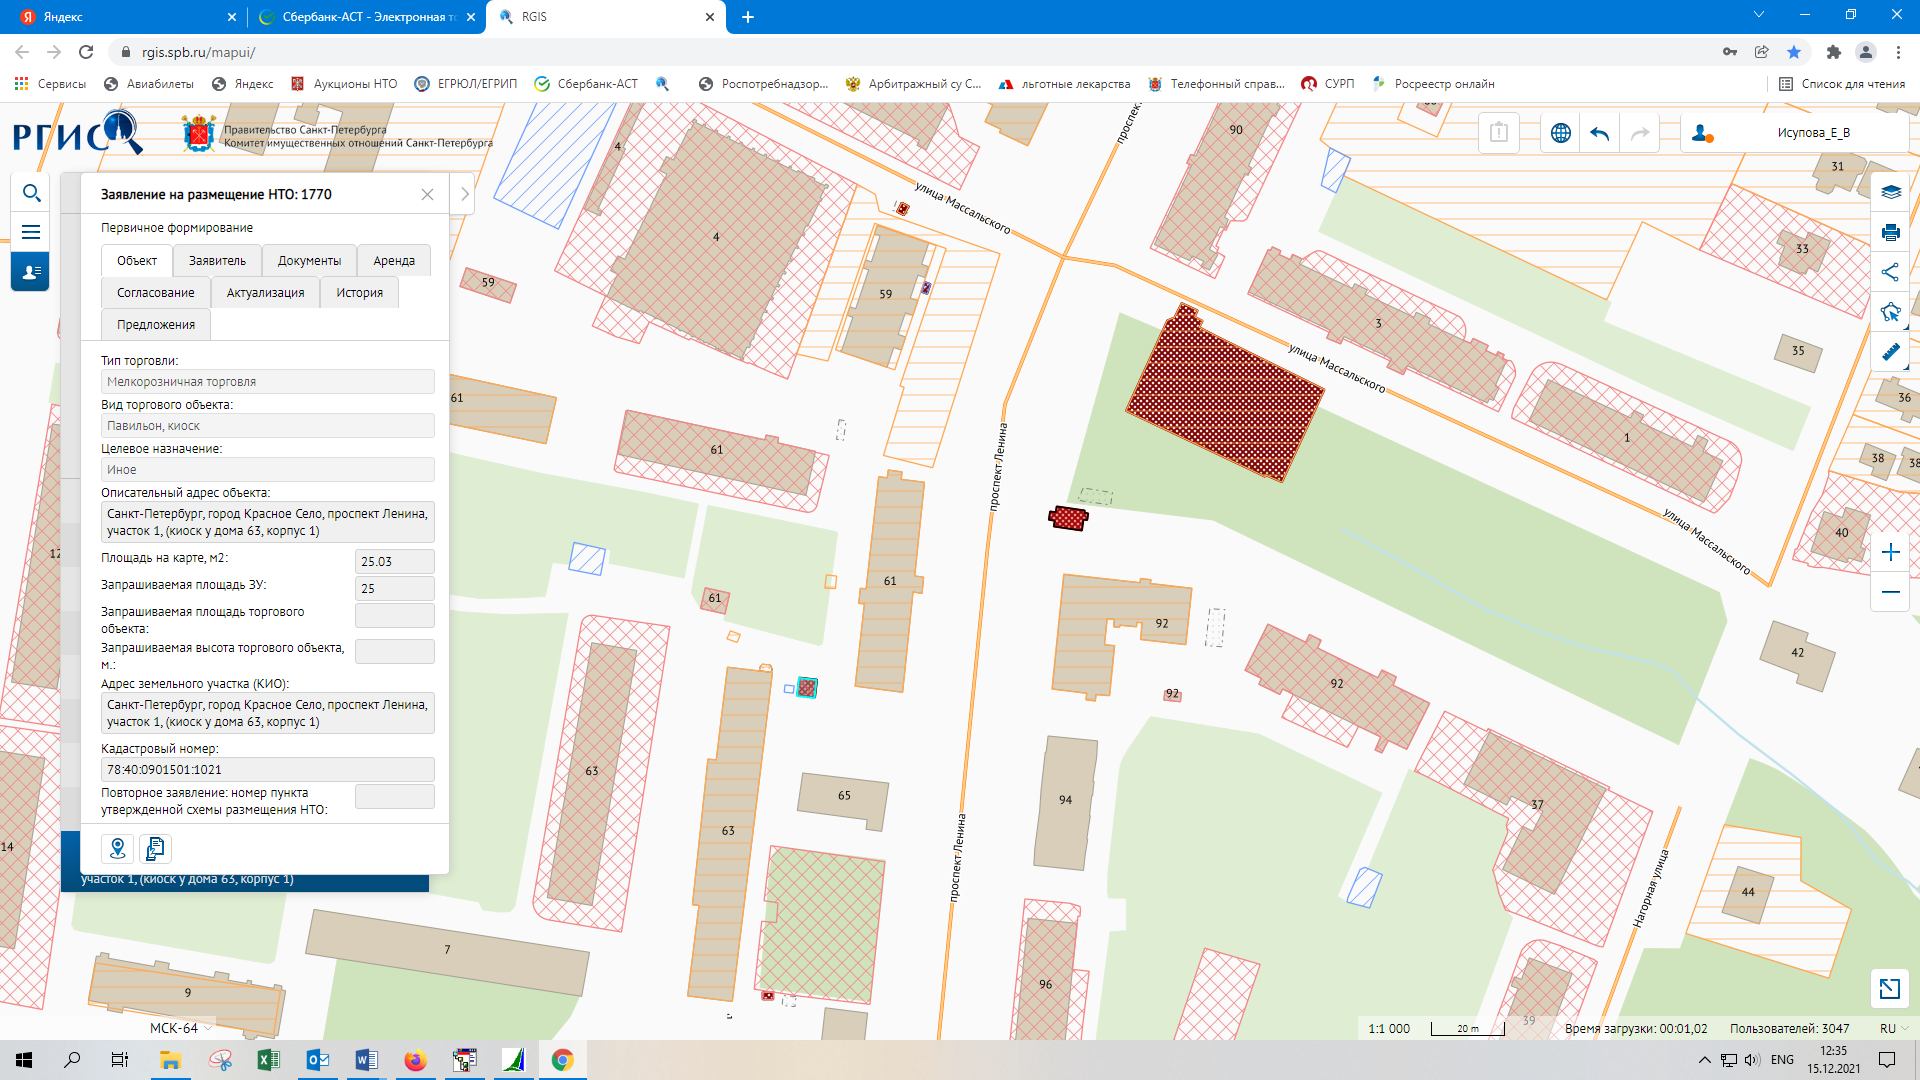 Яндекс
Сбербанк-АСТ - Электронная то
RGIS
rgis.spb.ru/mapui/
Сервисы
Авиабилеты
Яндекс
Аукционы НТО
ЕГРЮЛ/ЕГРИП
Сбербанк-АСТ
Роспотребнадзор...
Арбитражный су С...
льготные лекарства
Телефонный справ...
СУРП
Росреестр онлайн
Список для чтения
РГИС
Правительство Санкт-Петербурга
Комитет имущественных отношений Санкт-Петербурга
Исупова_Е_В
Заявление на размещение НТО: 1770
Первичное формирование
Объект
Заявитель
Документы
Аренда
Согласование
Актуализация
История
Предложения
Тип торговли:
Мелкорозничная торговля
Вид торгового объекта:
Павильон, киоск
Целевое назначение:
Иное
Описательный адрес объекта:
Санкт-Петербург, город Красное Село, проспект Ленина,
участок 1, (киоск у дома 63, корпус 1)
Площадь на карте, м2:
25.03
Запрашиваемая площадь ЗУ:
25
Запрашиваемая площадь торгового
объекта:
Запрашиваемая высота торгового объекта,
м.:
Адрес земельного участка (КИО):
Санкт-Петербург, город Красное Село, проспект Ленина,
участок 1, (киоск у дома 63, корпус 1)
Кадастровый номер:
78:40:0901501:1021
Повторное заявление: номер пункта
утвержденной схемы размещения НТО:
участок 1, (киоск у дома 63, корпус 1)
4
4
90
31
33
улица Массальского
проспект
59
59
3
35
улица Массальского
36
61
61
1
38
38
проспект Ленина
12
улица Массальского
40
61
61
92
42
92
92
63
65
94
37
63
14
проспект Ленина
Нагорная улица
44
7
9
96
39
МСК-64
1:1 000
20 m
Время загрузки: 00:01,02
Пользователей: 3047
RU
ENG
12:35
15.12.2021